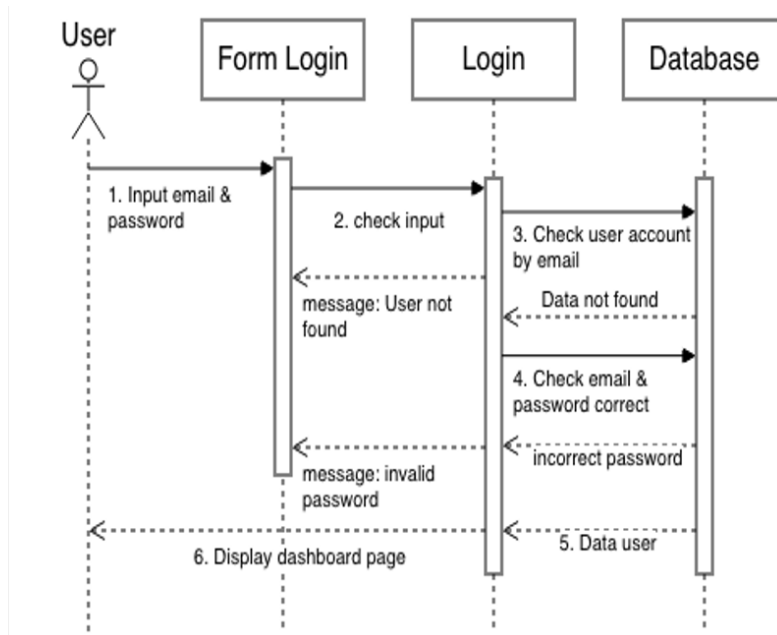 User
Form Login
Login
Database
1. Input email &
password
2. check input
3. Check user account
by email
message: User not
found
Data not found
4. Check email &
password correct
message: invalid
password
incorrect password
6. Display dashboard page
5. Data user